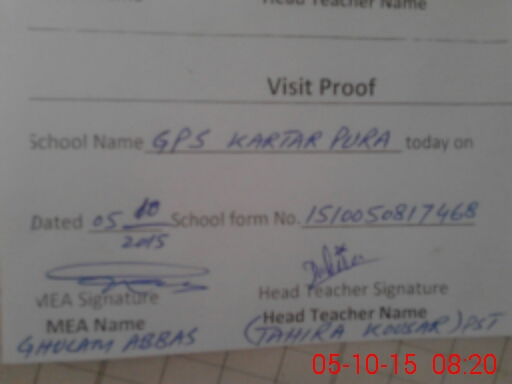 Head Teacher Name
Visit Proof
School Name GPS KARTAR PURA today on
Dated 05 10 School form No. 1510050817468
2015
MEA Signature Head Teacher Signature
MEA Name Head Teacher Name
GHULAM ABBAS (TAHIRA KOUSAR) PST
05-10-15 08:20